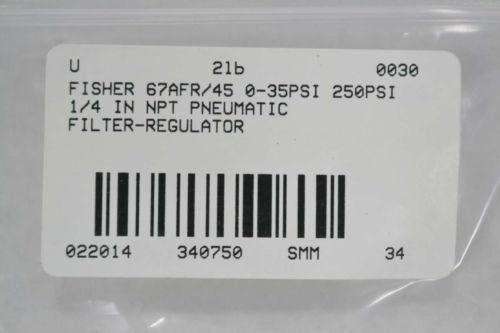 U 21b 0030
FISHER 67AFR/45 0-35PSI 250PSI
1/4 IN NPT PNEUMATIC
FILTER-REGULATOR
022014 340750 SMM 34